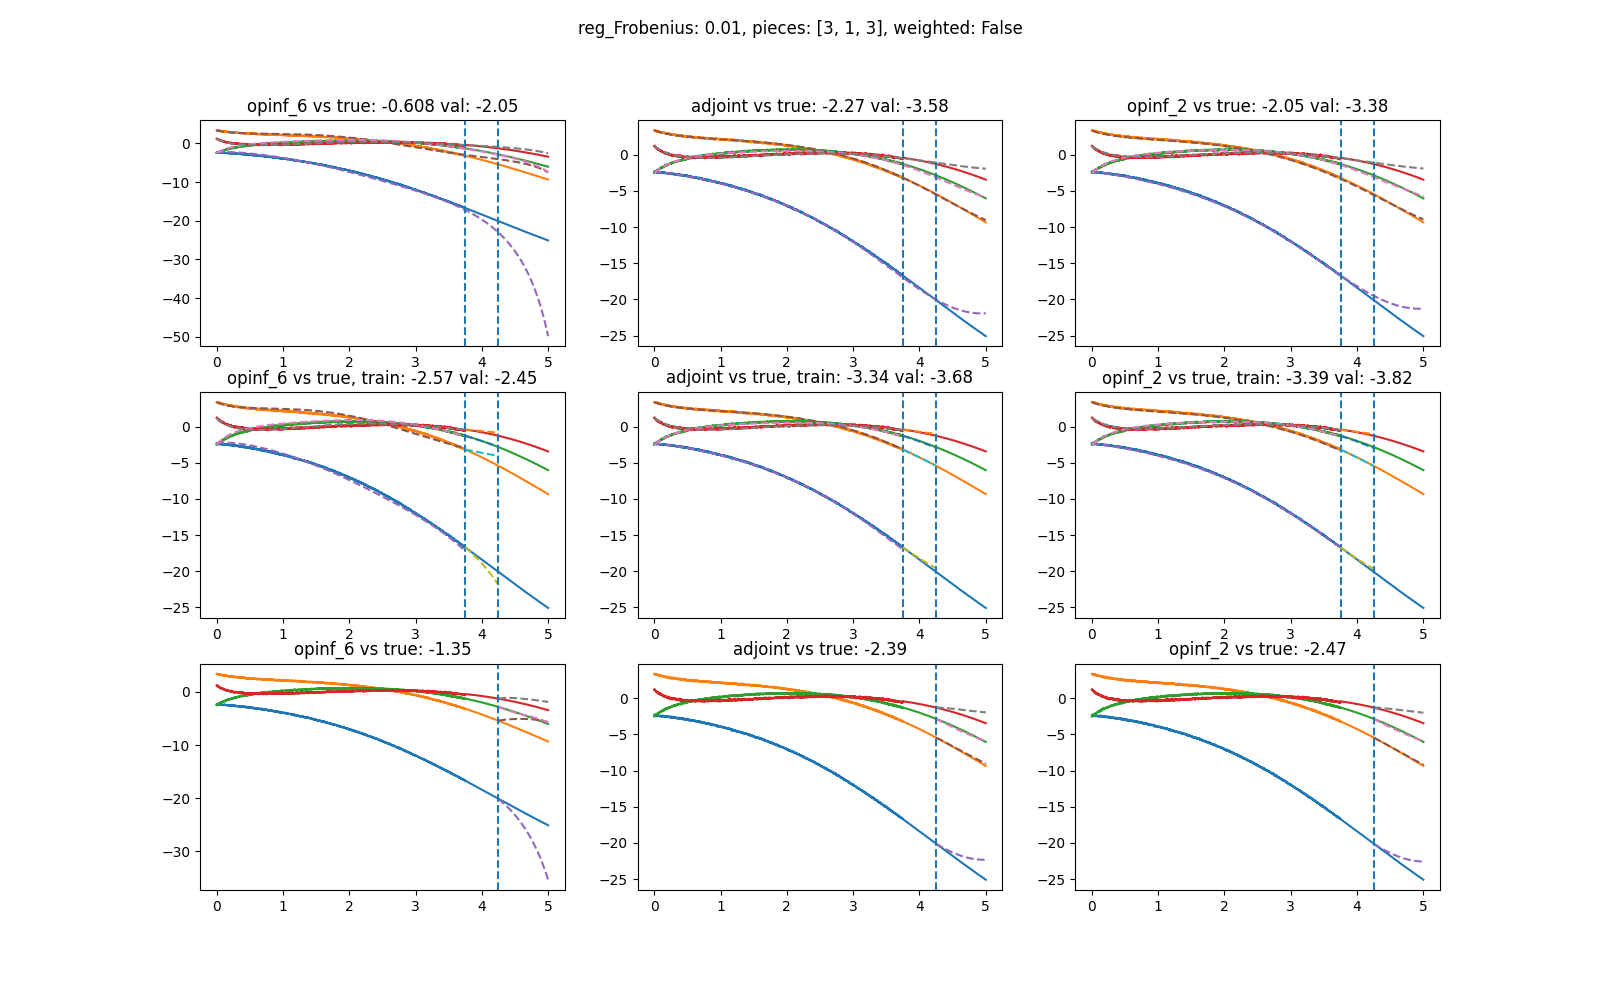 reg_Frobenius: 0.01, pieces: [3, 1, 3], weighted: False
opinf_6 vs true: -0.608 val: -2.05
adjoint vs true: -2.27 val: -3.58
opinf_2 vs true: -2.05 val: -3.38
0
−10
−20
−30
−40
−50
0 1 2 3 4 5
0
−5
−10
−15
−20
−25
0 1 2 3 4 5
0
−5
−10
−15
−20
−25
0 1 2 3 4 5
opinf_6 vs true, train: -2.57 val: -2.45
adjoint vs true, train: -3.34 val: -3.68
opinf_2 vs true, train: -3.39 val: -3.82
0
−5
−10
−15
−20
−25
0 1 2 3 4 5
0
−5
−10
−15
−20
−25
0 1 2 3 4 5
0
−5
−10
−15
−20
−25
0 1 2 3 4 5
opinf_6 vs true: -1.35
adjoint vs true: -2.39
opinf_2 vs true: -2.47
0
−10
−20
−30
0 1 2 3 4 5
0
−5
−10
−15
−20
−25
0 1 2 3 4 5
0
−5
−10
−15
−20
−25
0 1 2 3 4 5